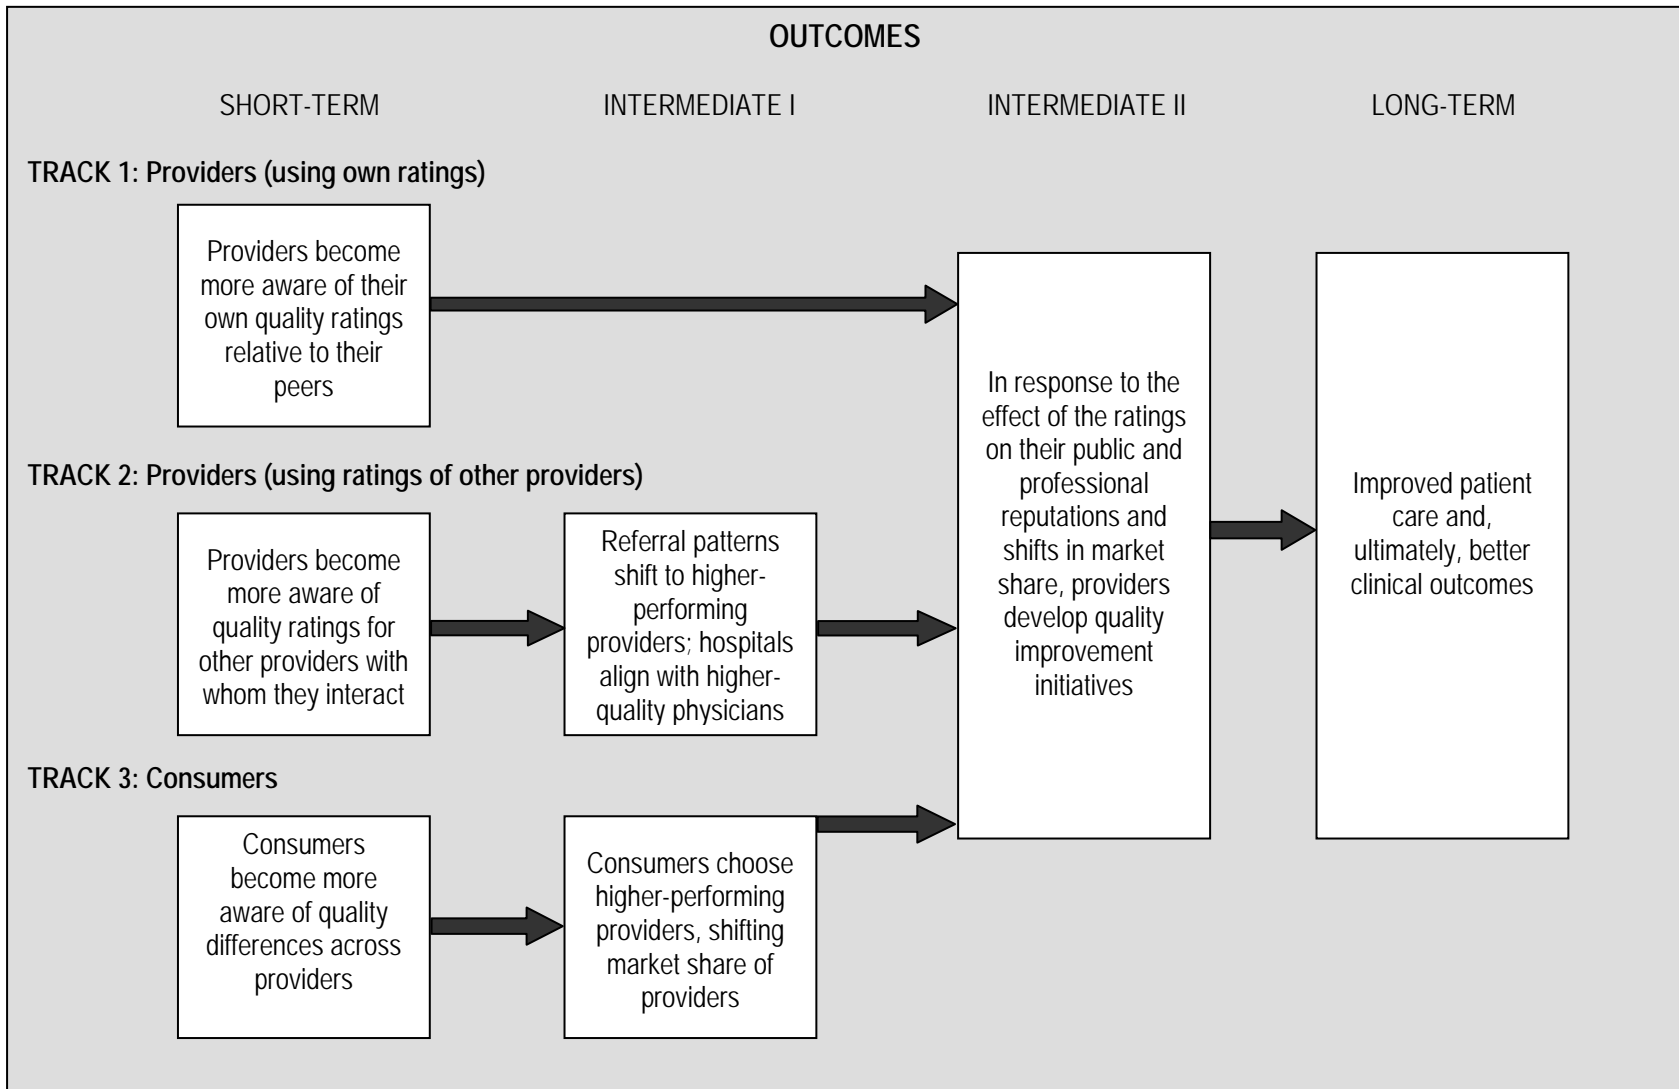 OUTCOMES
SHORT-TERM
INTERMEDIATE I
INTERMEDIATE II
LONG-TERM
TRACK 1: Providers (using own ratings)
Providers become
more aware of their
own quality ratings
relative to their
peers
TRACK 2: Providers (using ratings of other providers)
Providers become
more aware of
quality ratings for
other providers with
whom they interact
Referral patterns
shift to higher-
performing
providers; hospitals
align with higher-
quality physicians
TRACK 3: Consumers
Consumers
become more
aware of quality
differences across
providers
Consumers choose
higher-performing
providers, shifting
market share of
providers
In response to the
effect of the ratings
on their public and
professional
reputations and
shifts in market
share, providers
develop quality
improvement
initiatives
Improved patient
care and,
ultimately, better
clinical outcomes